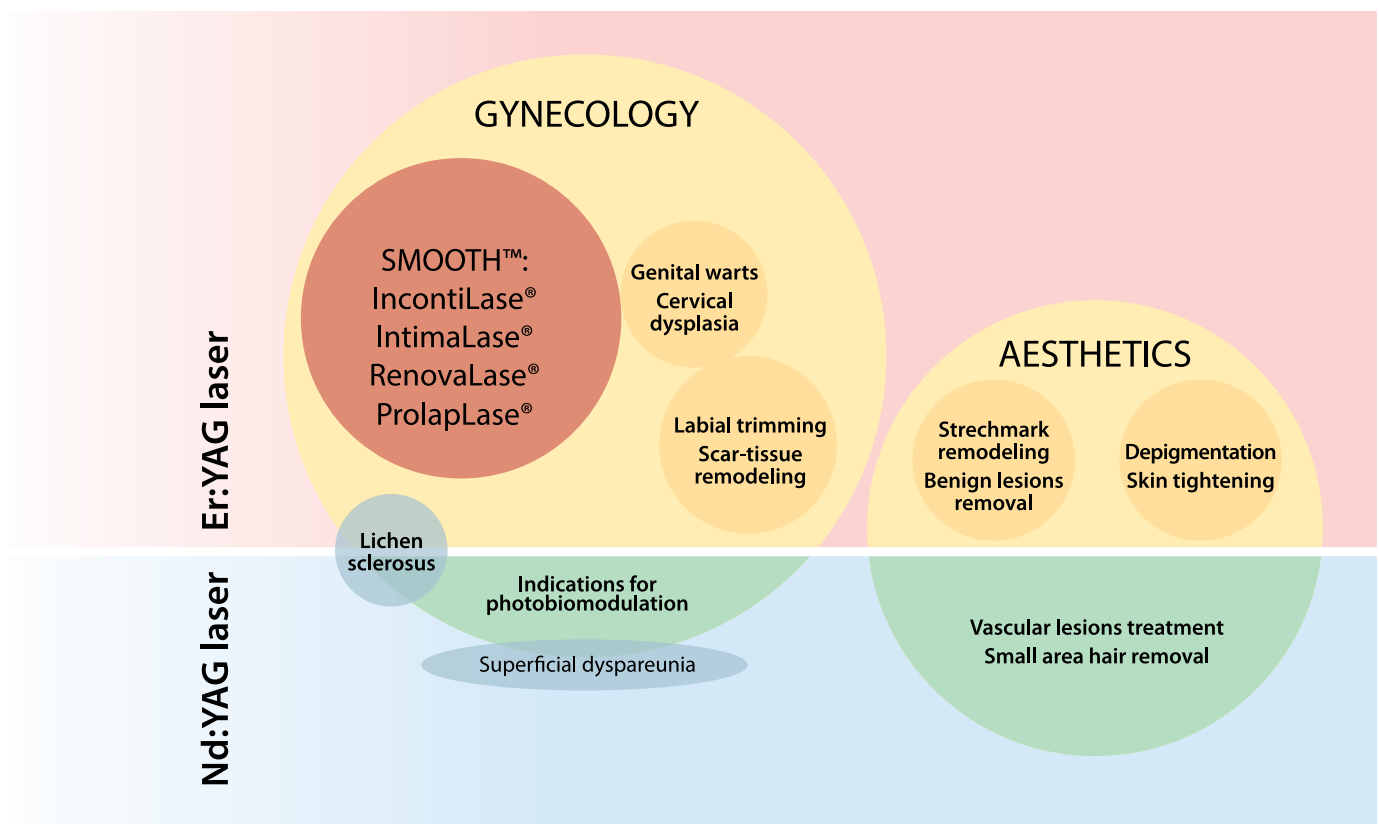 GYNECOLOGY
SMOOTH™:
IncontiLase®
IntimaLase®
RenovaLase®
ProlapLase®
Genital warts
Cervical
dysplasia
Labial trimming
Scar-tissue
remodeling
AESTHETICS
Strechmark
remodeling
Benign lesions
removal
Depigmentation
Skin tightening
Er:YAG laser
Lichen
sclerosus
Indications for
photobiomodulation
Superficial dyspareunia
Vascular lesions treatment
Small area hair removal
Nd:YAG laser